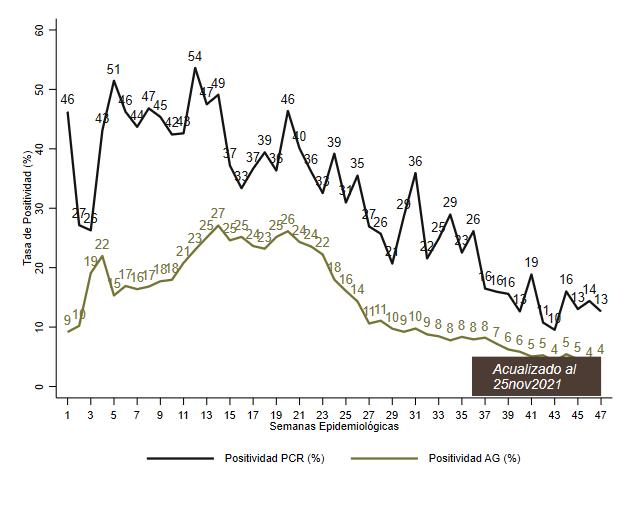 60
50
40
30
20
10
0
Tasa de Positividad (%)
46 27 26 43 51 46 44 47 45 42 43 54 47 49 37 33 37 39 36 46 40 36 33 39 31 35 27 26 21 29 36 22 25 29 23 26 16 16 16 13 19 11 10 16 13 14 13
9 10 19 22 15 17 16 17 18 18 21 23 25 27 25 25 24 23 25 26 24 24 22 18 16 14 11 11 10 9 10 9 8 8 8 8 8 7 6 6 5 5 4 5 4 4
Acualizado al
25nov2021
1 3 5 7 9 11 13 15 17 19 21 23 25 27 29 31 33 35 37 39 41 43 45 47
Semanas Epidemiológicas
Positividad PCR (%)
Positividad AG (%)